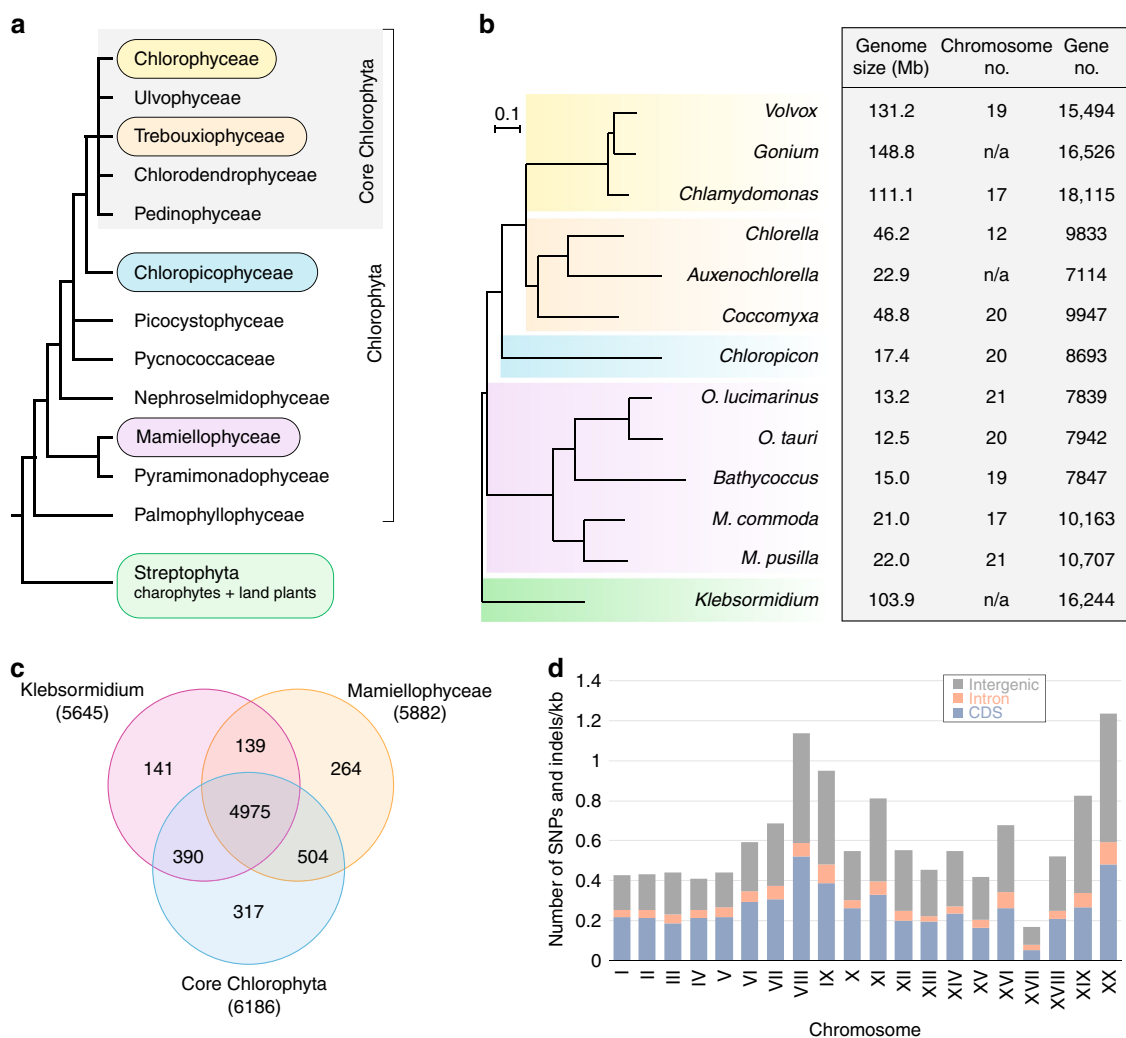 a
Chlorophyceae
Ulvophyceae
Trebouxiophyceae
Chlorodendrophyceae
Pedinophyceae
Core Chlorophyta
Chloropicophyceae
Picocystophyceae
Pycnococcaceae
Nephroselmidophyceae
Mamiellophyceae
Pyramimonadophyceae
Palmophyllophyceae
Chlorophyta
Streptophyta
charophytes + land plants
b
0.1
Genome size (Mb) Chromosome no. Gene no.
Volvox 131.2 19 15,494
Gonium 148.8 n/a 16,526
Chlamydomonas 111.1 17 18,115
Chlorella 46.2 12 9833
Auxenochlorella 22.9 n/a 7114
Coccomyxa 48.8 20 9947
Chloropicon 17.4 20 8693
O. lucimarinus 13.2 21 7839
O. tauri 12.5 20 7942
Bathycoccus 15.0 19 7847
M. commoda 21.0 17 10,163
M. pusilla 22.0 21 10,707
Klebsormidium 103.9 n/a 16,244
c
Klebsormidium
(5645)
Mamiellophyceae
(5882)
139
141
264
4975
390
504
317
Core Chlorophyta
(6186)
d
Number of SNPs and indels/kb
1.4
1.2
1
0.8
0.6
0.4
0.2
0
Intergenic
Intron
CDS
I II III IV V VI VII VIII IX X XI XII XIII XIV XV XVI XVII XVIII XIX XX
Chromosome